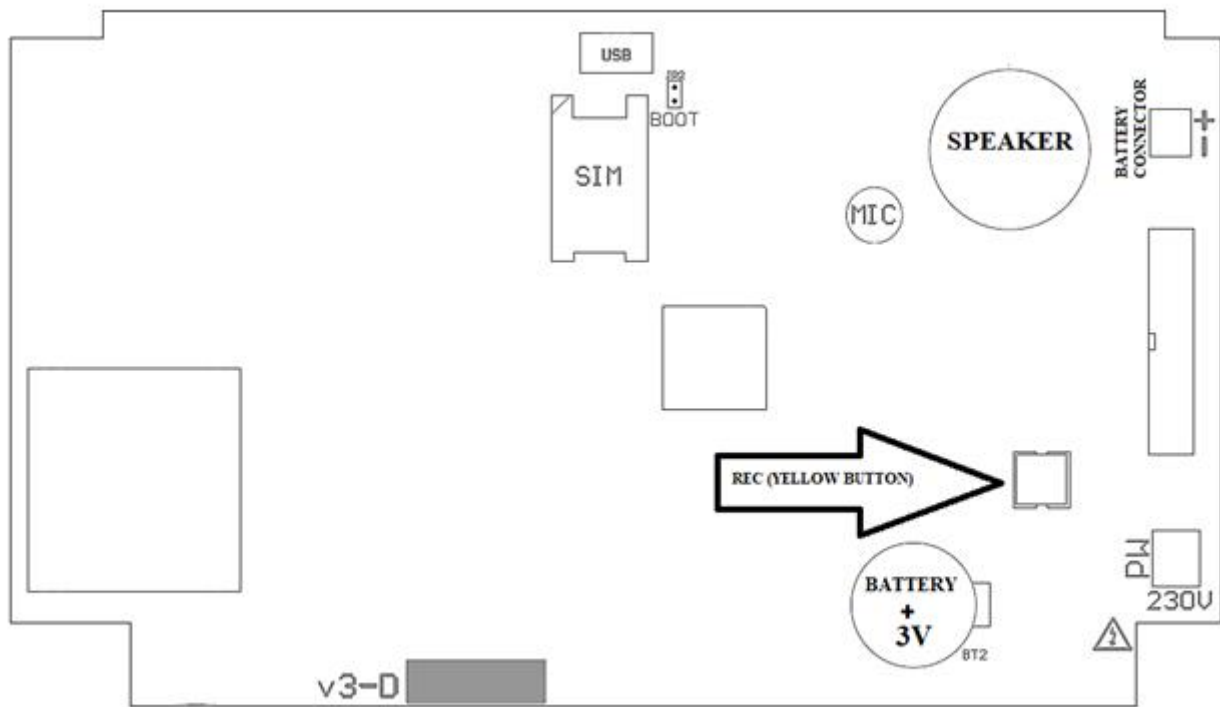 USB
BOOT
SIM
SPEAKER
BATTERY
CONNECTOR
+
-
MIC
REC (YELLOW BUTTON)
PW
230V
BATTERY
+
3V
BT2
v3-D